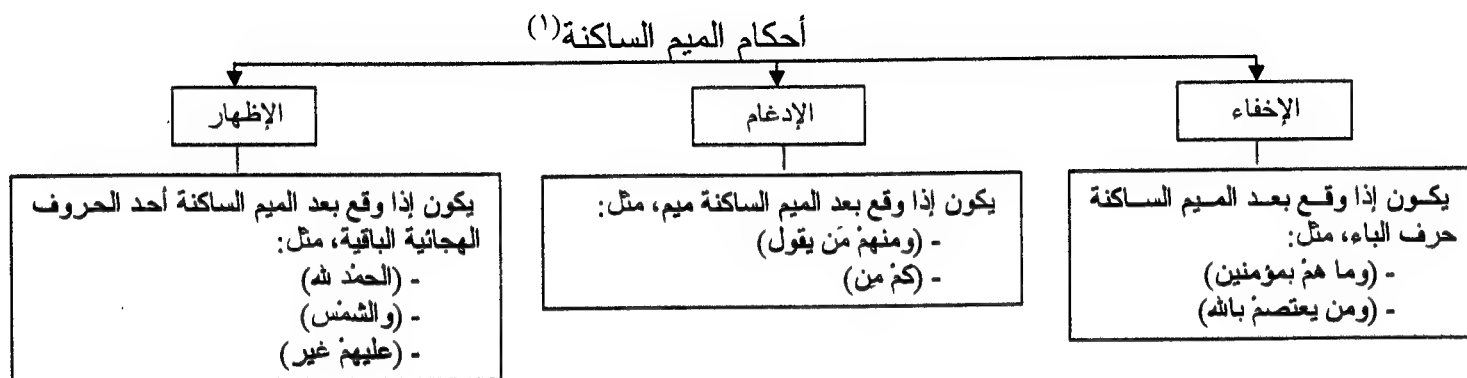 أحكام الميم الساكنة(١)
الإخفاء
يكون إذا وقع بعد الميم الساكنة
حرف الباء، مثل:
- (وما همْ بمؤمنين)
- (ومن يعتصمْ بالله)
الإدغام
يكون إذا وقع بعد الميم الساكنة ميم، مثل:
- (ومنهمْ مَن يقول)
- (كمْ مِن)
الإظهار
يكون إذا وقع بعد الميم الساكنة أحد الحروف
الهجائية الباقية، مثل:
- (الحمْد لله)
- (والشمْس)
- (عليهمْ غير)